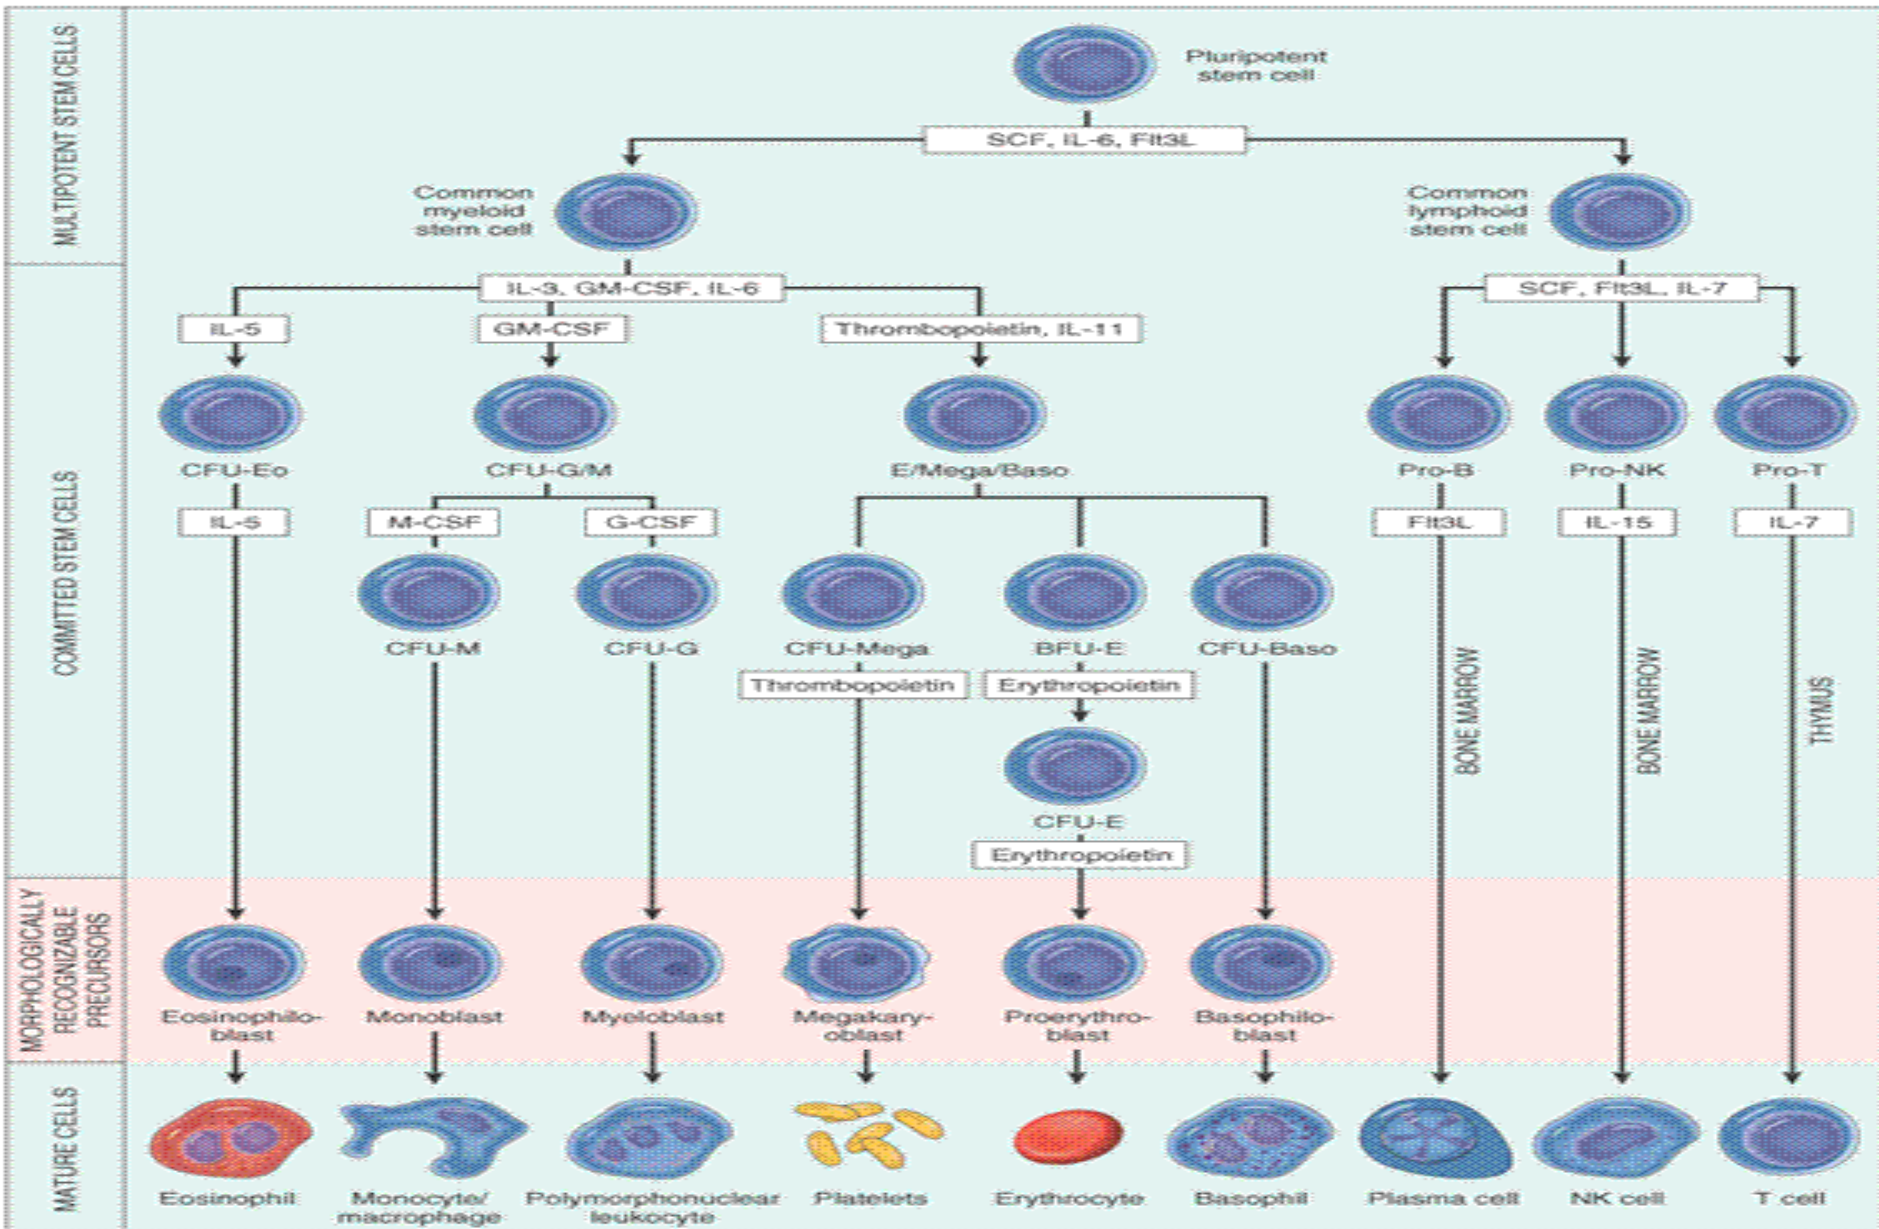 MULTIPOTENT STEM CELLS
Pluripotent
stem cell
SCF, IL-6, Flt3L
Common
myeloid
stem cell
Common
lymphoid
stem cell
COMMITTED STEM CELLS
IL-3, GM-CSF, IL-6
SCF, Flt3L, IL-7
IL-5
GM-CSF
Thrombopoietin, IL-11
CFU-Eo
CFU-G/M
E/Mega/Baso
Pro-B
Pro-NK
Pro-T
IL-5
M-CSF
G-CSF
Flt3L
IL-15
IL-7
CFU-M
CFU-G
CFU-Mega
BFU-E
CFU-Baso
Thrombopoietin
Erythropoietin
BONE MARROW
BONE MARROW
THYMUS
CFU-E
Erythropoietin
MORPHOLOGICALLY
RECOGNIZABLE
PRECURSORS
Eosinophilo-
blast
Monoblast
Myeloblast
Megakary-
oblast
Proerythro-
blast
Basophilo-
blast
MATURE CELLS
Eosinophil
Monocyte/
macrophage
Polymorphonuclear
leukocyte
Platelets
Erythrocyte
Basophil
Plasma cell
NK cell
T cell